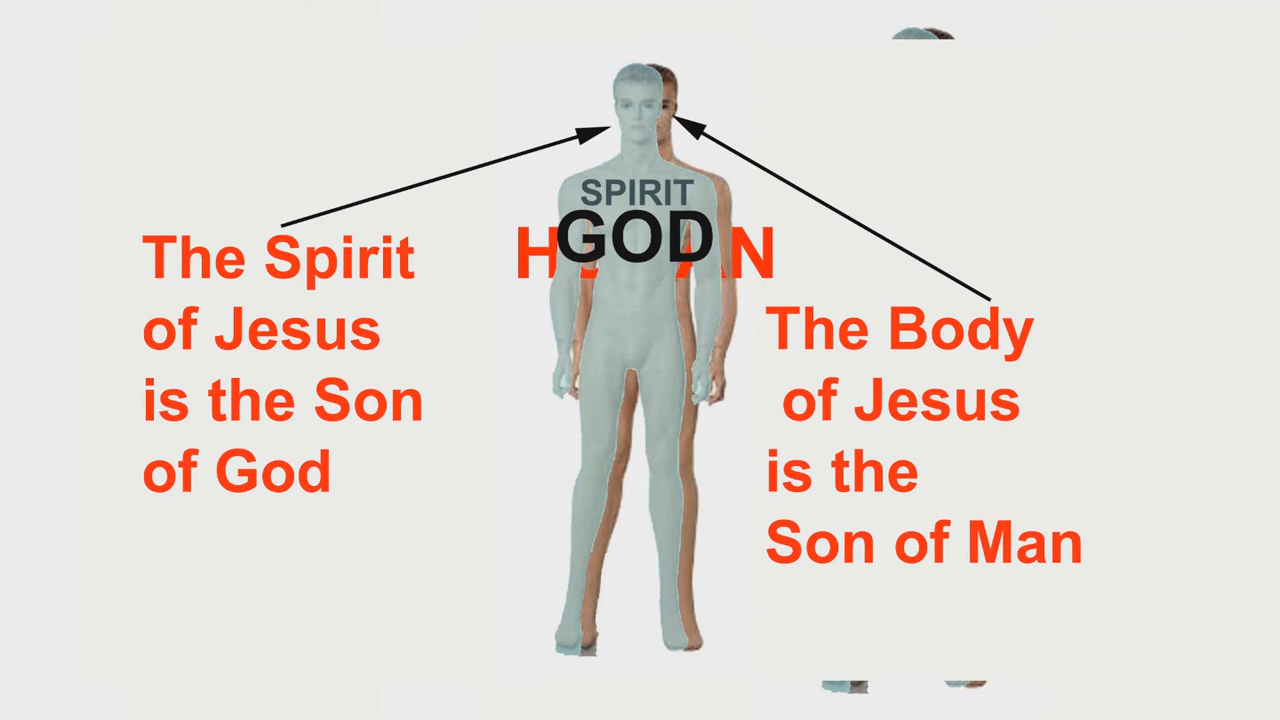 SPIRIT
GOD
The Spirit
of Jesus
is the Son
of God
The Body
of Jesus
is the
Son of Man